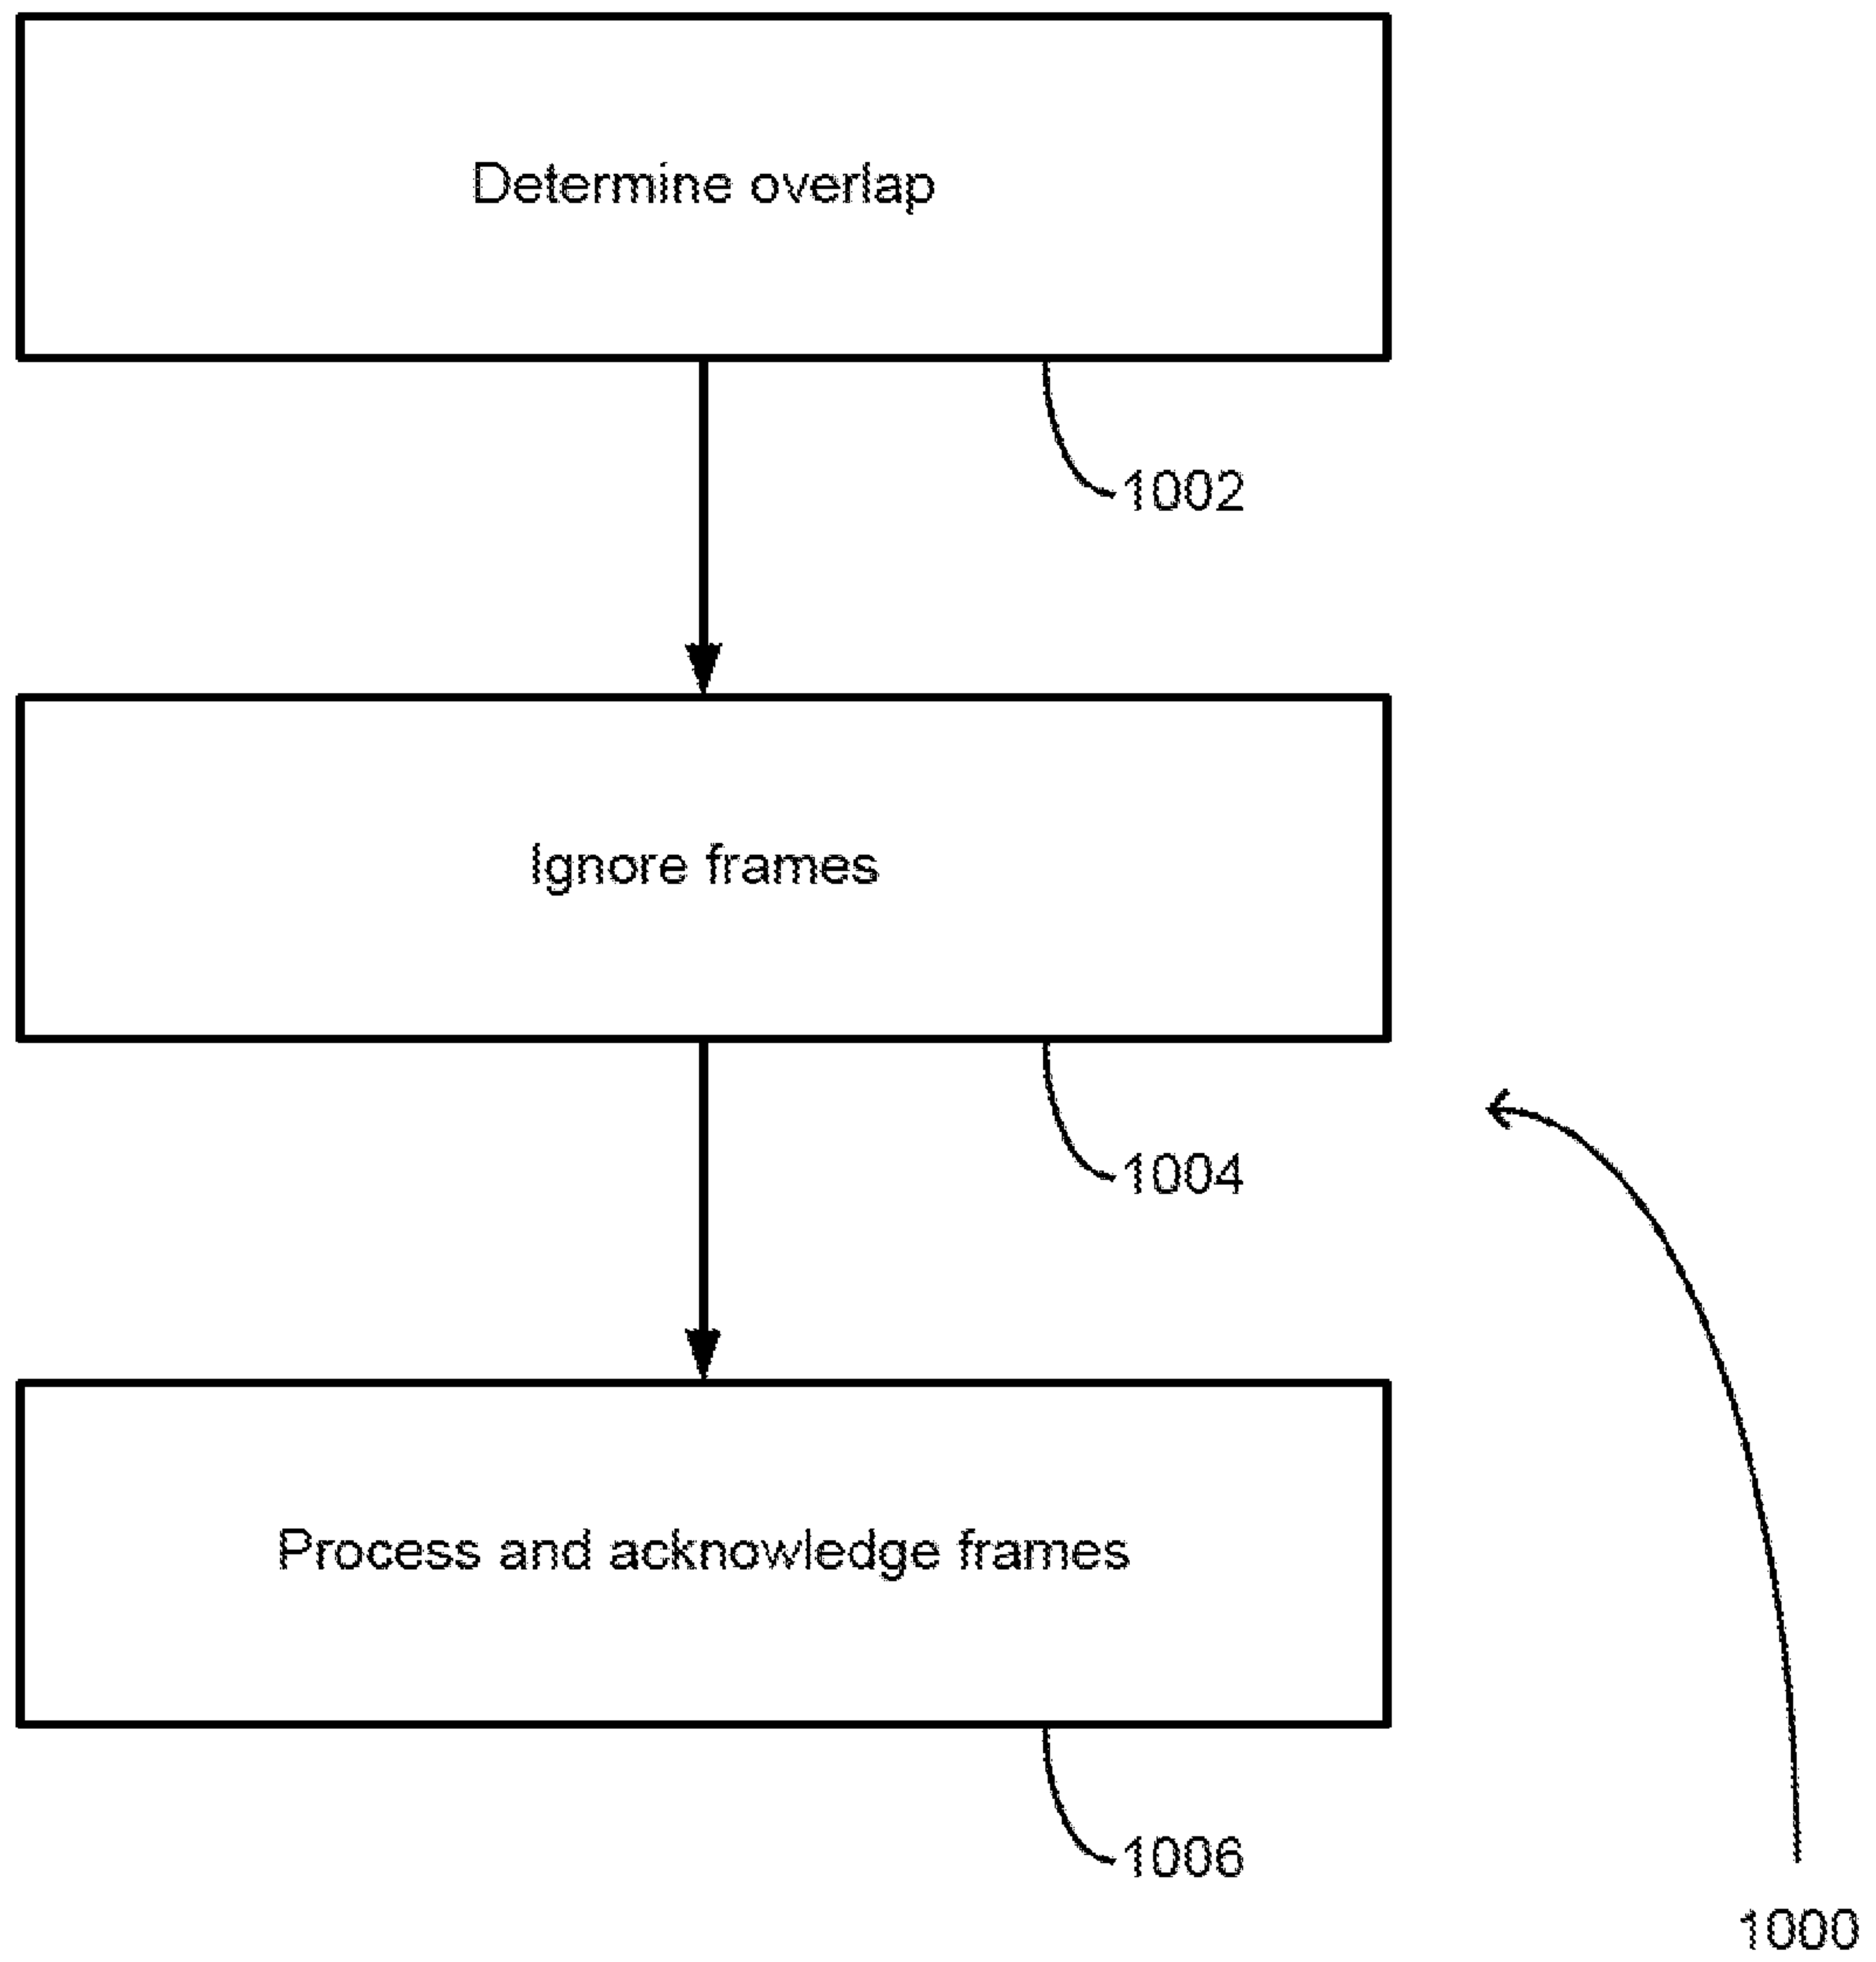 Determine overlap
1002
Ignore frames
1004
Process and acknowledge frames
1006
1000